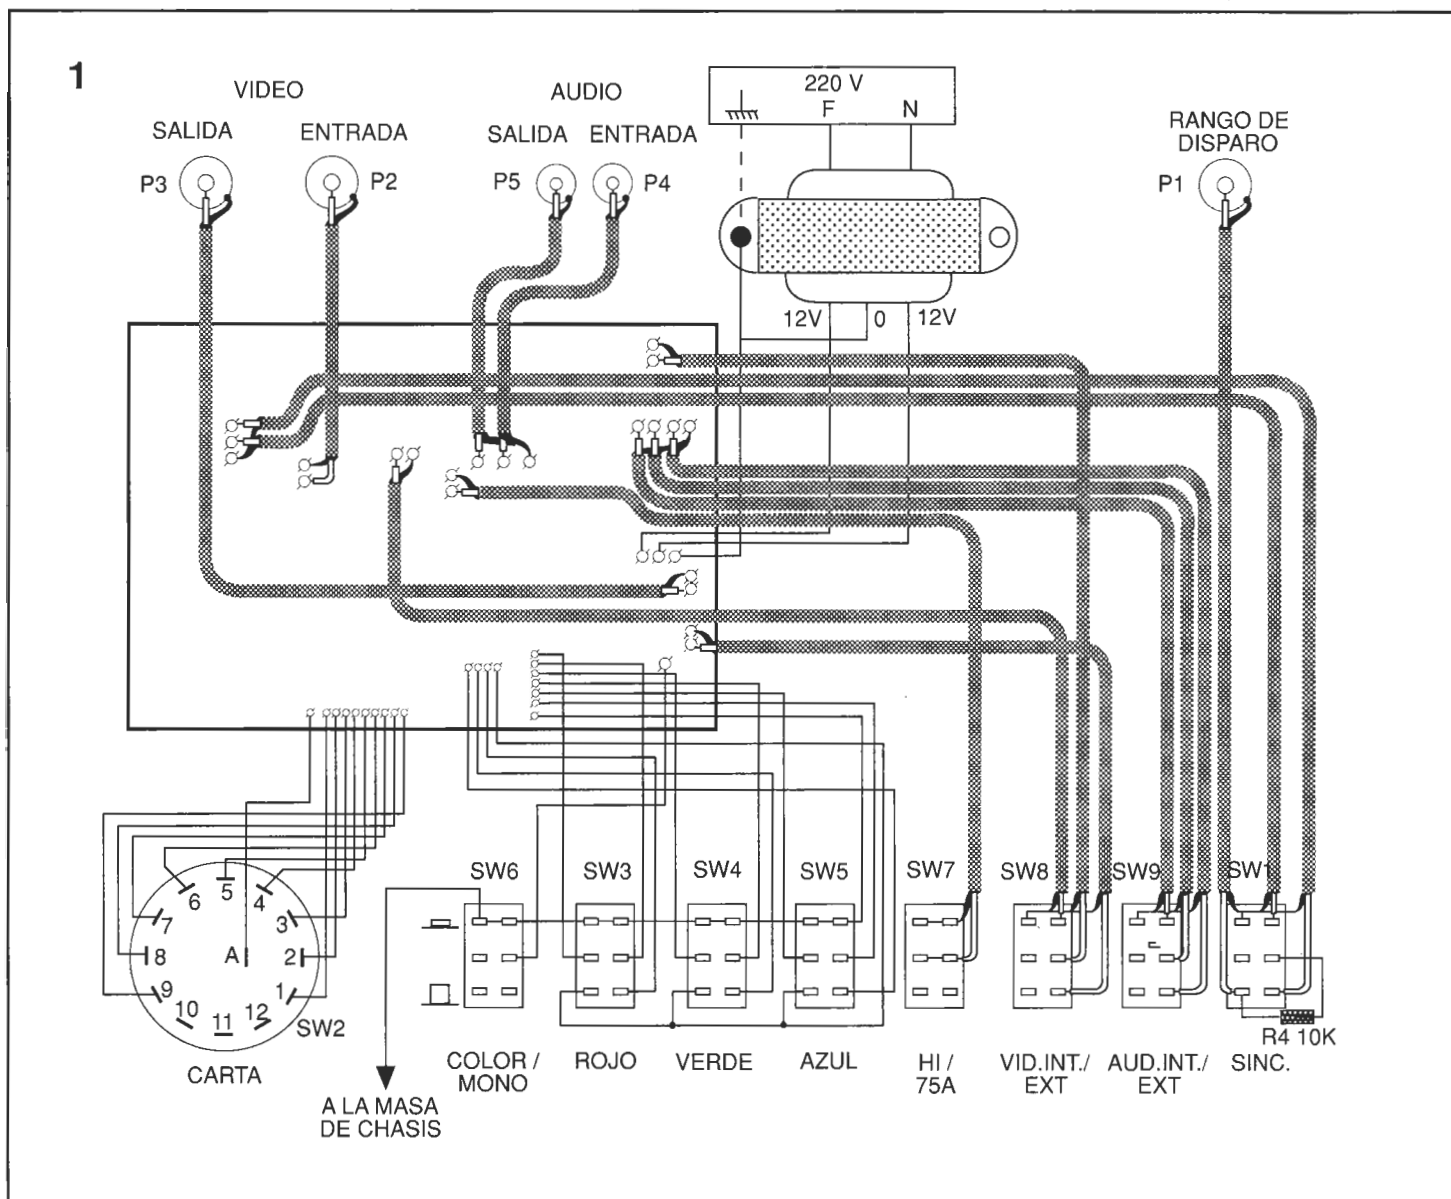 1
VIDEO
AUDIO
220 V
F N
SALIDA ENTRADA
SALIDA ENTRADA
RANGO DE
DISPARO
P3 P2 P5 P4 P1
12V 0 12V
SW6 SW3 SW4 SW5 SW7 SW8 SW9 SW1
5
6 4
7 3
8 A 2
9 1
10 12
11
SW2
CARTA
R4 10K
COLOR /
MONO
ROJO
VERDE
AZUL
HI /
75A
VID.INT./
EXT
AUD.INT./
EXT
SINC.
A LA MASA
DE CHASIS